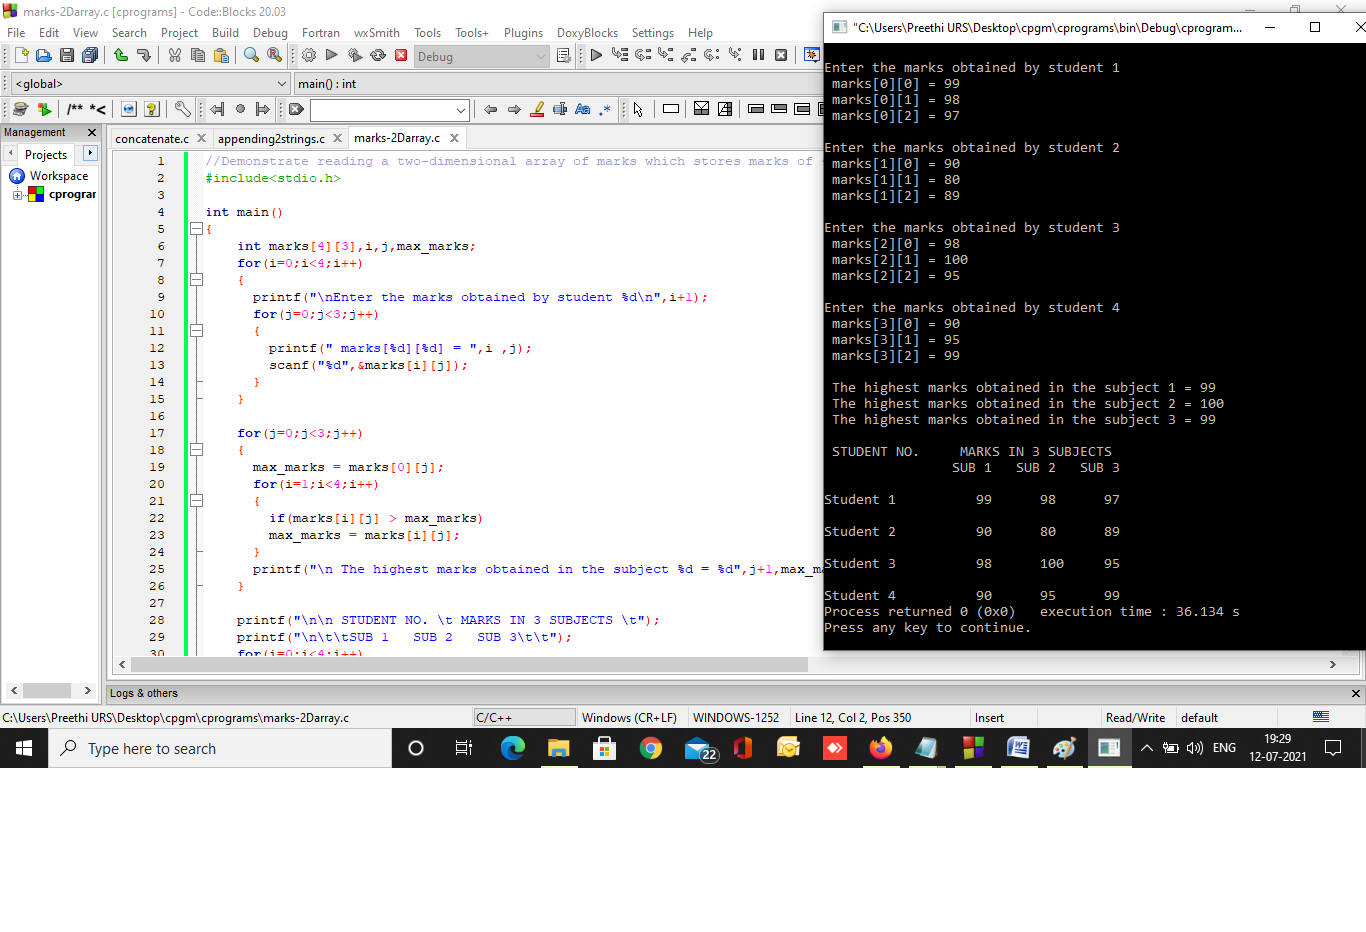 marks-2Darray.c [cprograms] - Code::Blocks 20.03
File Edit View Search Project Build Debug Fortran wxSmith Tools Tools+ Plugins DoxyBlocks Settings Help
Debug
<global>
main() : int
/** *<
Management
Projects
Workspace
cprograr
concatenate.c
appending2strings.c
marks-2Darray.c
1 //Demonstrate reading a two-dimensional array of marks which stores marks of
2 #include<stdio.h>
3
4 int main()
5 {
6 int marks[4][3],i,j,max_marks;
7 for(i=0;i<4;i++)
8 {
9 printf("\nEnter the marks obtained by student %d\n",i+1);
10 for(j=0;j<3;j++)
11 {
12 printf(" marks[%d][%d] = ",i ,j);
13 scanf("%d",&marks[i][j]);
14 }
15 }
16
17 for(j=0;j<3;j++)
18 {
19 max_marks = marks[0][j];
20 for(i=1;i<4;i++)
21 {
22 if(marks[i][j] > max_marks)
23 max_marks = marks[i][j];
24 }
25 printf("\n The highest marks obtained in the subject %d = %d",j+1,max_ma
26 }
27
28 printf("\n\n STUDENT NO. \t MARKS IN 3 SUBJECTS \t");
29 printf("\n\t\tSUB 1   SUB 2   SUB 3\t\t");
30 for(i=0;i<4;i++)
Logs & others
C:\Users\Preethi URS\Desktop\cpgm\cprograms\marks-2Darray.c
C/C++
Windows (CR+LF)
WINDOWS-1252
Line 12, Col 2, Pos 350
Insert
Read/Write
default
"C:\Users\Preethi URS\Desktop\cpgm\cprograms\bin\Debug\cprogram...
Enter the marks obtained by student 1
marks[0][0] = 99
marks[0][1] = 98
marks[0][2] = 97
Enter the marks obtained by student 2
marks[1][0] = 90
marks[1][1] = 80
marks[1][2] = 89
Enter the marks obtained by student 3
marks[2][0] = 98
marks[2][1] = 100
marks[2][2] = 95
Enter the marks obtained by student 4
marks[3][0] = 90
marks[3][1] = 95
marks[3][2] = 99
The highest marks obtained in the subject 1 = 99
The highest marks obtained in the subject 2 = 100
The highest marks obtained in the subject 3 = 99
STUDENT NO. MARKS IN 3 SUBJECTS
SUB 1 SUB 2 SUB 3
Student 1 99 98 97
Student 2 90 80 89
Student 3 98 100 95
Student 4 90 95 99
Process returned 0 (0x0) execution time : 36.134 s
Press any key to continue.
Type here to search
22
ENG
19:29
12-07-2021